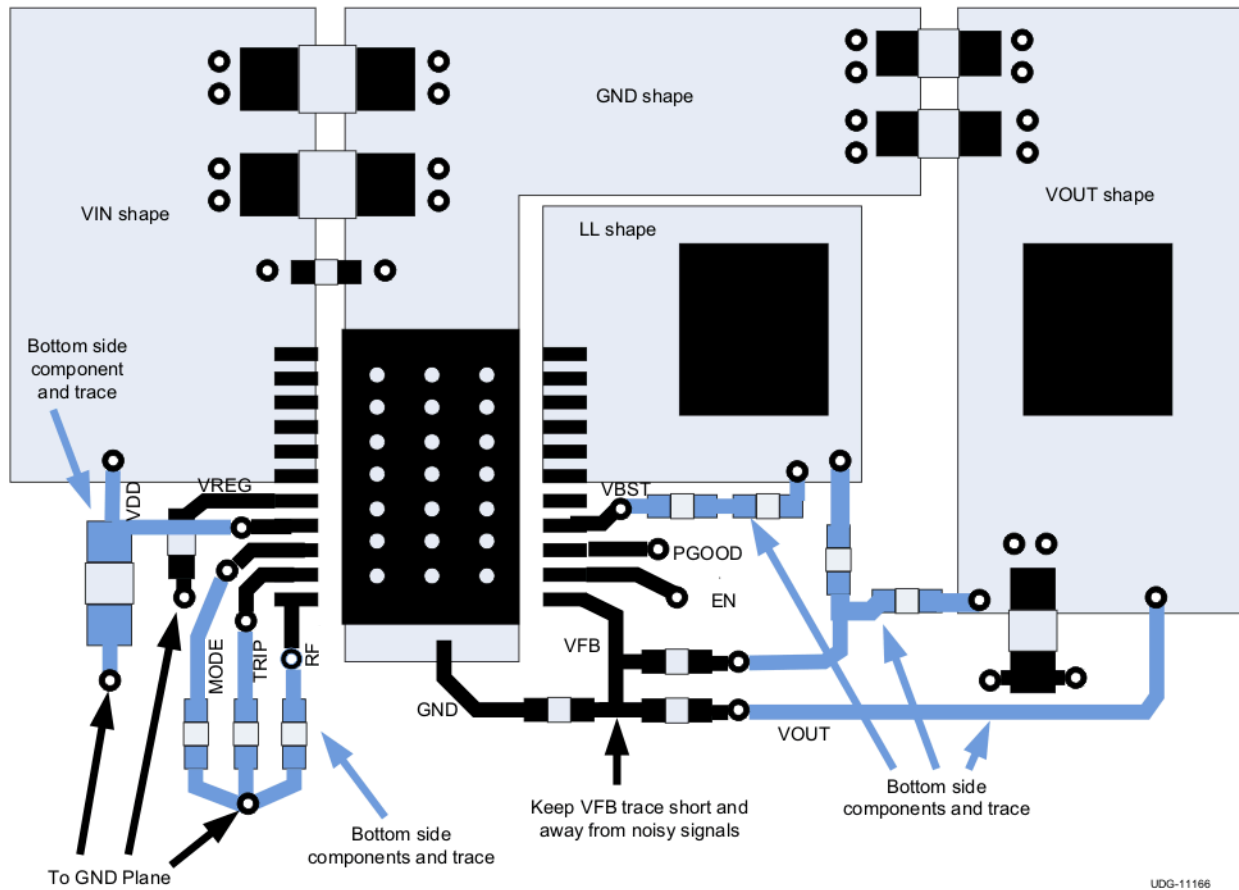 GND shape
VIN shape
VOUT shape
LL shape
Bottom side
component
and trace
VDD
VREG
VBST
PGOOD
EN
VFB
MODE
TRIP
RF
GND
VOUT
Keep VFB trace short and
away from noisy signals
Bottom side
components and trace
Bottom side
components and trace
To GND Plane
UDG-11166